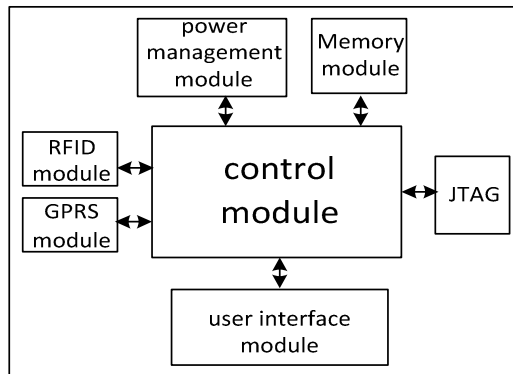 power
management
module
Memory
module
RFID
module
control
module
GPRS
module
JTAG
user interface
module